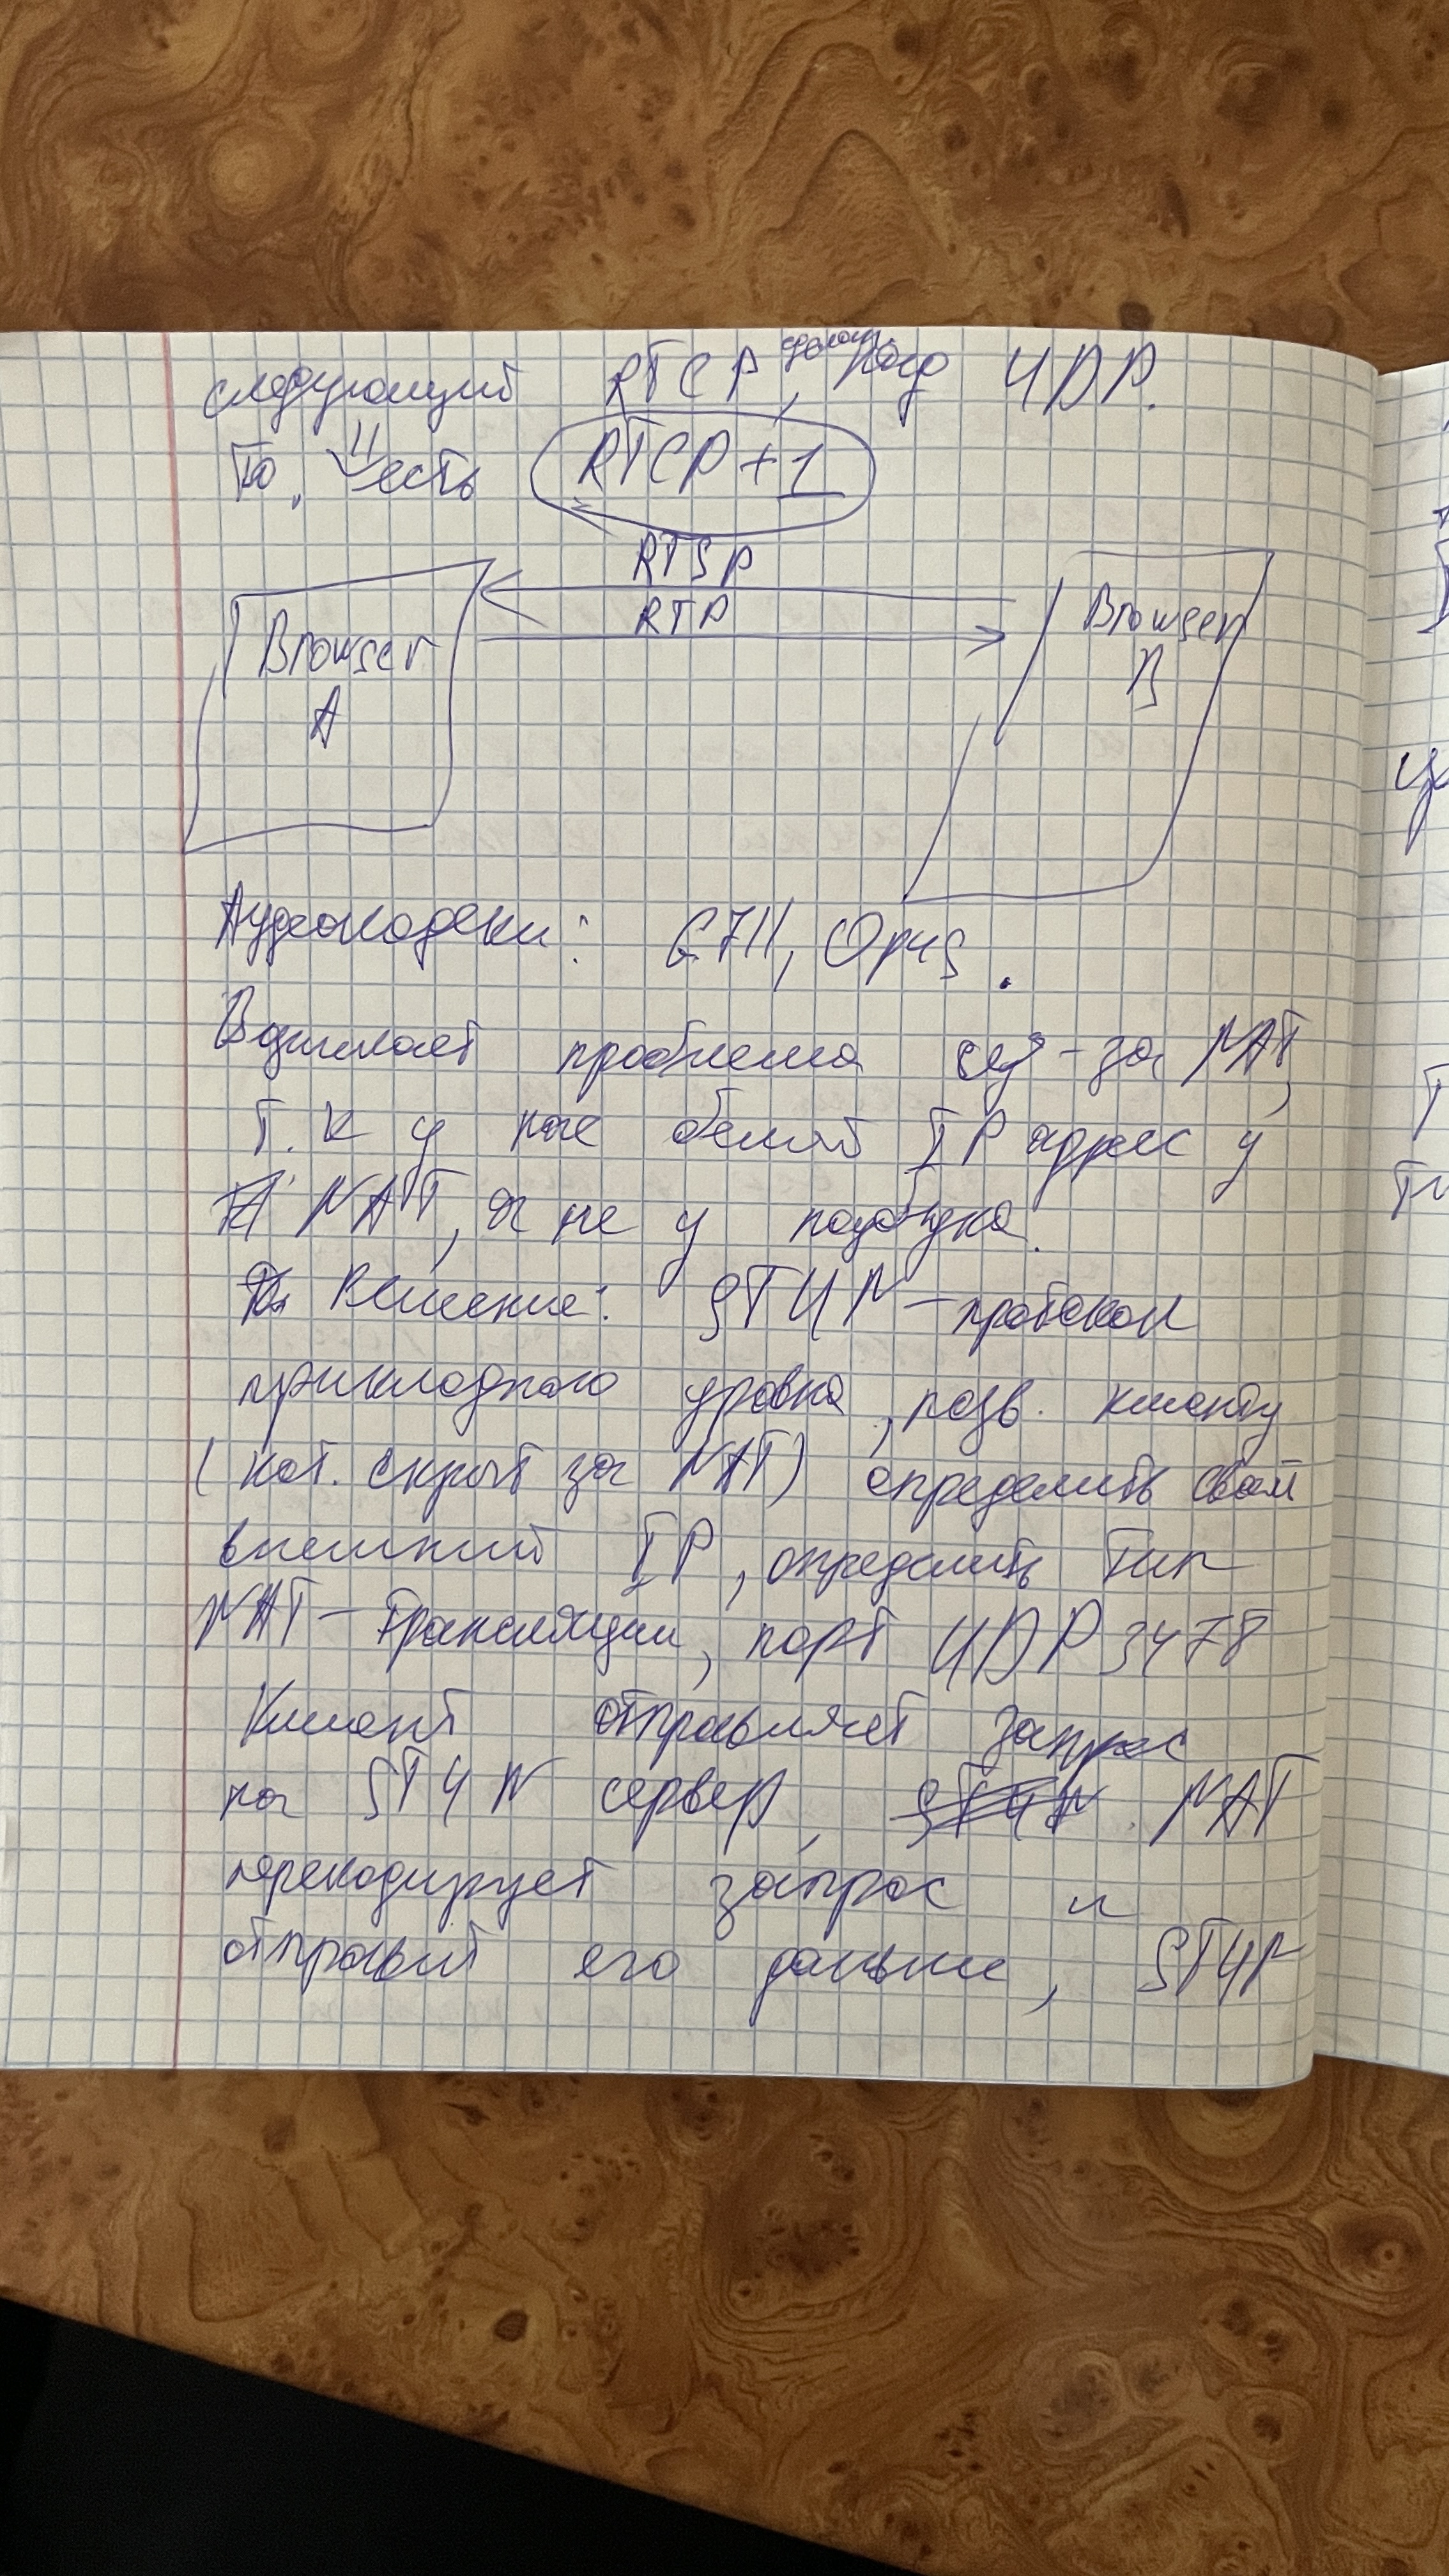 следующий RTCP, порт UDP.
То есть RTCP + 1
RTSP
RTP
Browser A
Browser B
Аудиокодеки: G711, Opus.
Возникает проблема из-за NAT,
т.к у нас белый IP адрес у
NAT, а не у ноутбука.
Решение: STUN - протокол
прикладного уровня, позв. клиенту
(кот. скрыт за NAT) определить свой
внешний IP, определить тип
NAT-трансляции, порт UDP 3478
Клиент отправляет запрос
на STUN сервер, STUN NAT
перекодирует запрос и
отправит его дальше, STUN